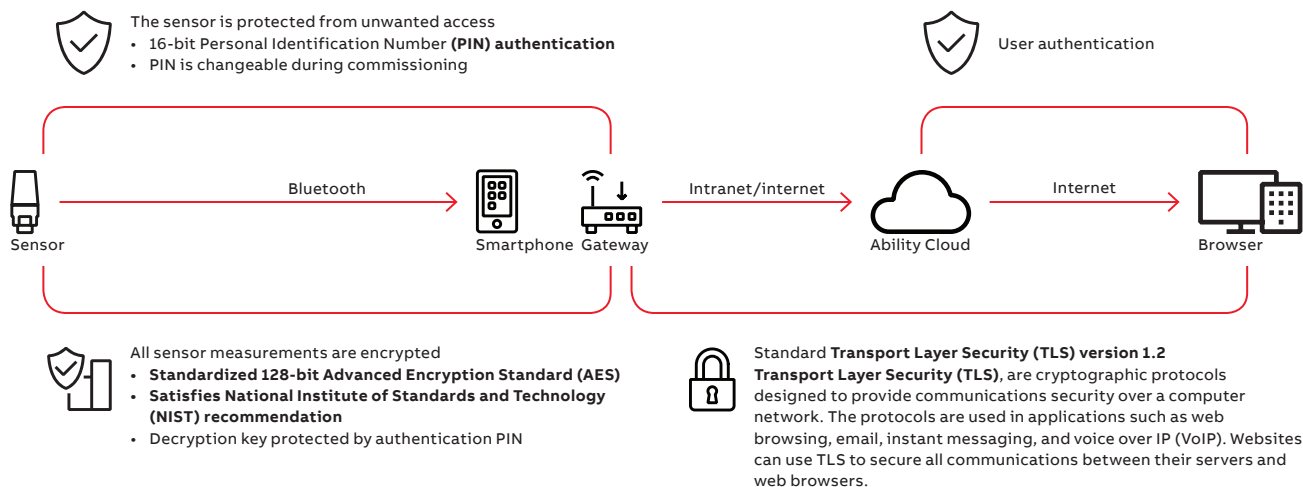 The sensor is protected from unwanted access
• 16-bit Personal Identification Number (PIN) authentication
• PIN is changeable during commissioning
User authentication
Bluetooth
Intranet/internet
Internet
Sensor
Smartphone
Gateway
Ability Cloud
Browser
All sensor measurements are encrypted
• Standardized 128-bit Advanced Encryption Standard (AES)
• Satisfies National Institute of Standards and Technology
(NIST) recommendation
• Decryption key protected by authentication PIN
Standard Transport Layer Security (TLS) version 1.2
Transport Layer Security (TLS), are cryptographic protocols
designed to provide communications security over a computer
network. The protocols are used in applications such as web
browsing, email, instant messaging, and voice over IP (VoIP). Websites
can use TLS to secure all communications between their servers and
web browsers.